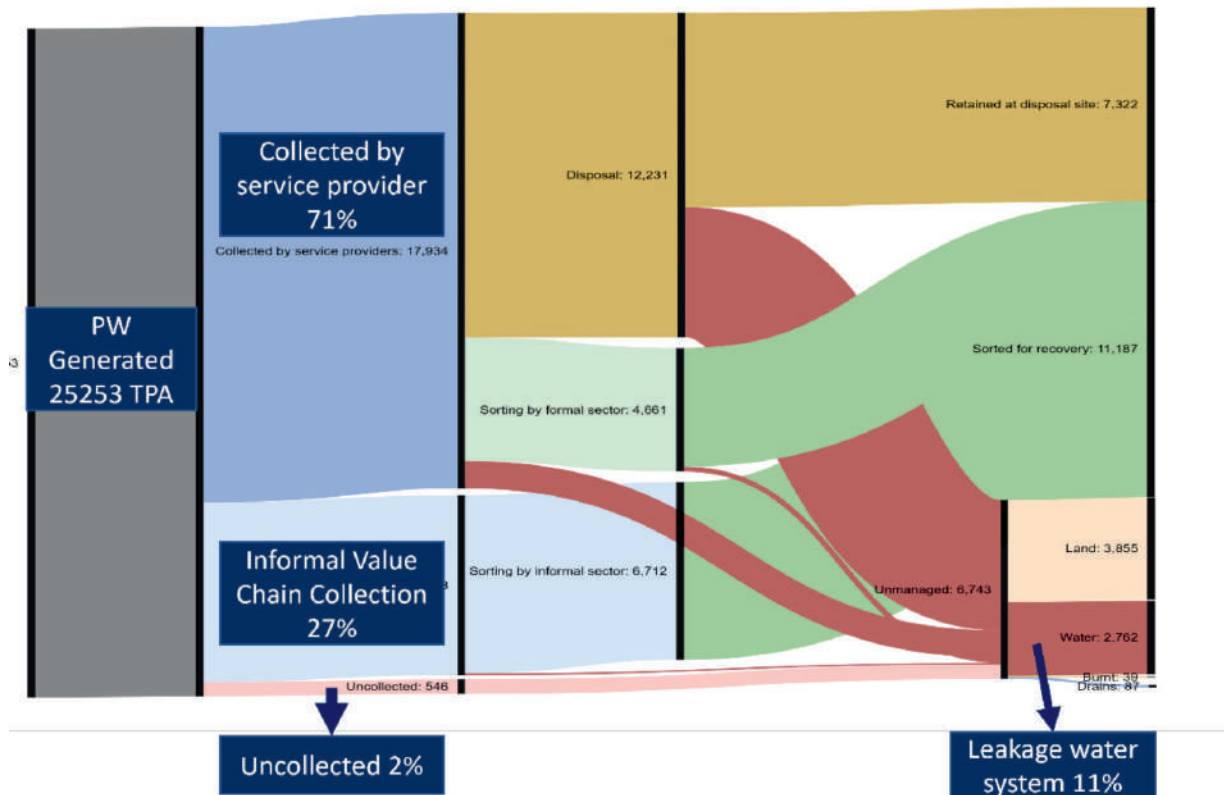 Retained at disposal site: 7,322
Collected by
service provider
71%
Disposal: 12,231
Collected by service providers: 17,934
PW
Generated
25253 TPA
Sorted for recovery: 11,187
Sorting by formal sector: 4,661
Informal Value
Chain Collection
27%
Sorting by informal sector: 6,712
Land: 3,855
Unmanaged: 6,743
Water: 2,762
Uncollected: 546
Burnt: 39
Drains: 87
Uncollected 2%
Leakage water
system 11%